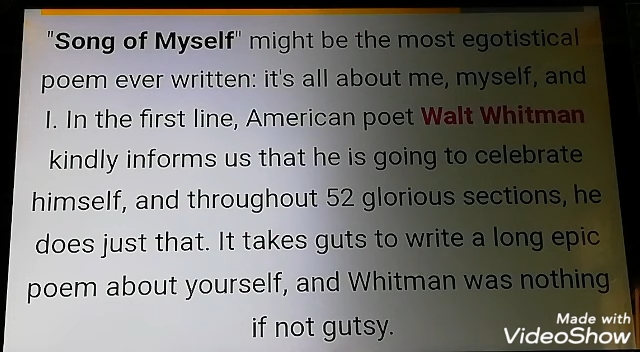 "Song of Myself" might be the most egotistical
poem ever written: it's all about me, myself, and
I. In the first line, American poet Walt Whitman
kindly informs us that he is going to celebrate
himself, and throughout 52 glorious sections, he
does just that. It takes guts to write a long epic
poem about yourself, and Whitman was nothing
if not gutsy.
Made with
VideoShow